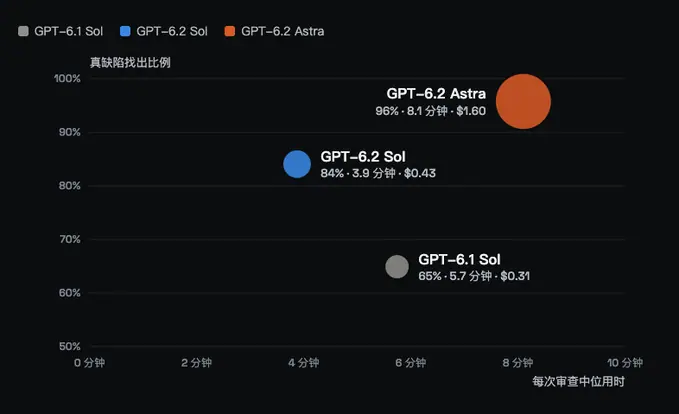 GPT-6.1 Sol GPT-6.2 Sol GPT-6.2 Astra
真缺陷找出比例
100%
GPT-6.2 Astra
96% · 8.1 分钟 · $1.60
90%
GPT-6.2 Sol
84% · 3.9 分钟 · $0.43
80%
70%
GPT-6.1 Sol
65% · 5.7 分钟 · $0.31
60%
50%
0 分钟 2 分钟 4 分钟 6 分钟 8 分钟 10 分钟
每次审查中位用时